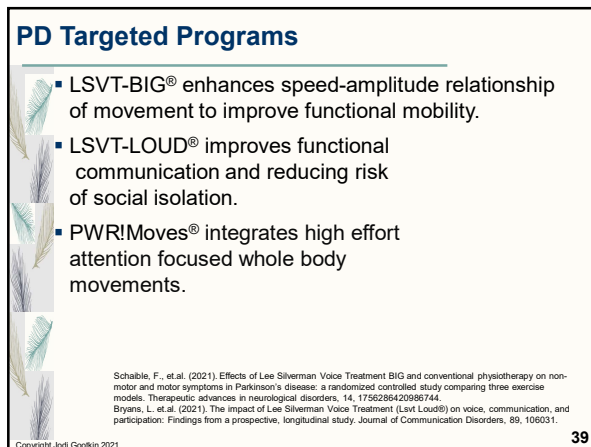 PD Targeted Programs
▪ LSVT-BIG® enhances speed-amplitude relationship
of movement to improve functional mobility.
▪ LSVT-LOUD® improves functional
communication and reducing risk
of social isolation.
▪ PWR!Moves® integrates high effort
attention focused whole body
movements.
Schaible, F., et.al. (2021). Effects of Lee Silverman Voice Treatment BIG and conventional physiotherapy on non-
motor and motor symptoms in Parkinson's disease: a randomized controlled study comparing three exercise
models. Therapeutic advances in neurological disorders, 14, 1756286420986744.
Bryans, L. et.al. (2021). The impact of Lee Silverman Voice Treatment (Lsvt Loud®) on voice, communication, and
participation: Findings from a prospective, longitudinal study. Journal of Communication Disorders, 89, 106031.
39
Copyright Jodi Gootkin 2021